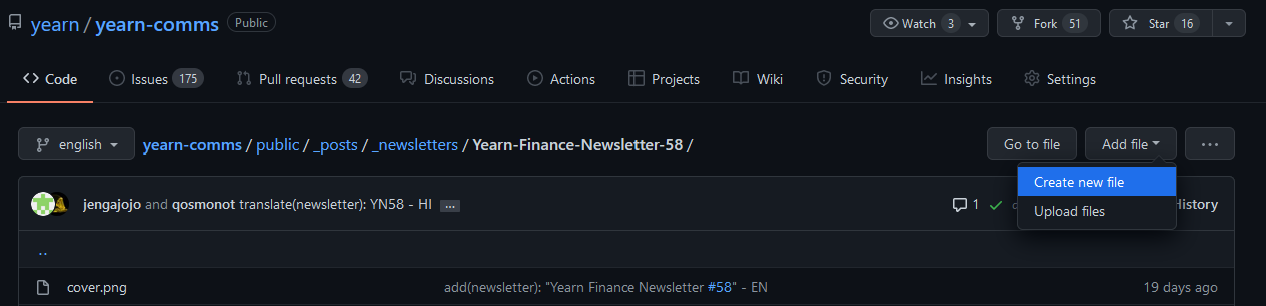 yearn / yearn-comms Public Watch 3 Fork 51 Star 16
Code Issues 175 Pull requests 42 Discussions Actions Projects Wiki Security Insights Settings
english yearn-comms / public / _posts / _newsletters / Yearn-Finance-Newsletter-58 / Go to file Add file ...
Create new file
jengajojo and qosmonot translate(newsletter): YN58 - HI ... 1 History
Upload files
..
cover.png add(newsletter): "Yearn Finance Newsletter #58" - EN 19 days ago